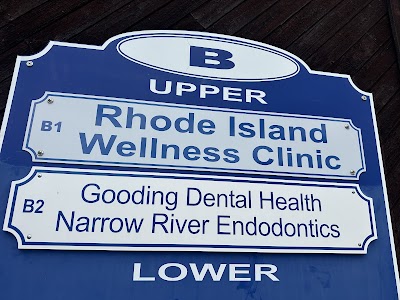 B
UPPER
B1 Rhode Island
Wellness Clinic
B2 Gooding Dental Health
Narrow River Endodontics
LOWER